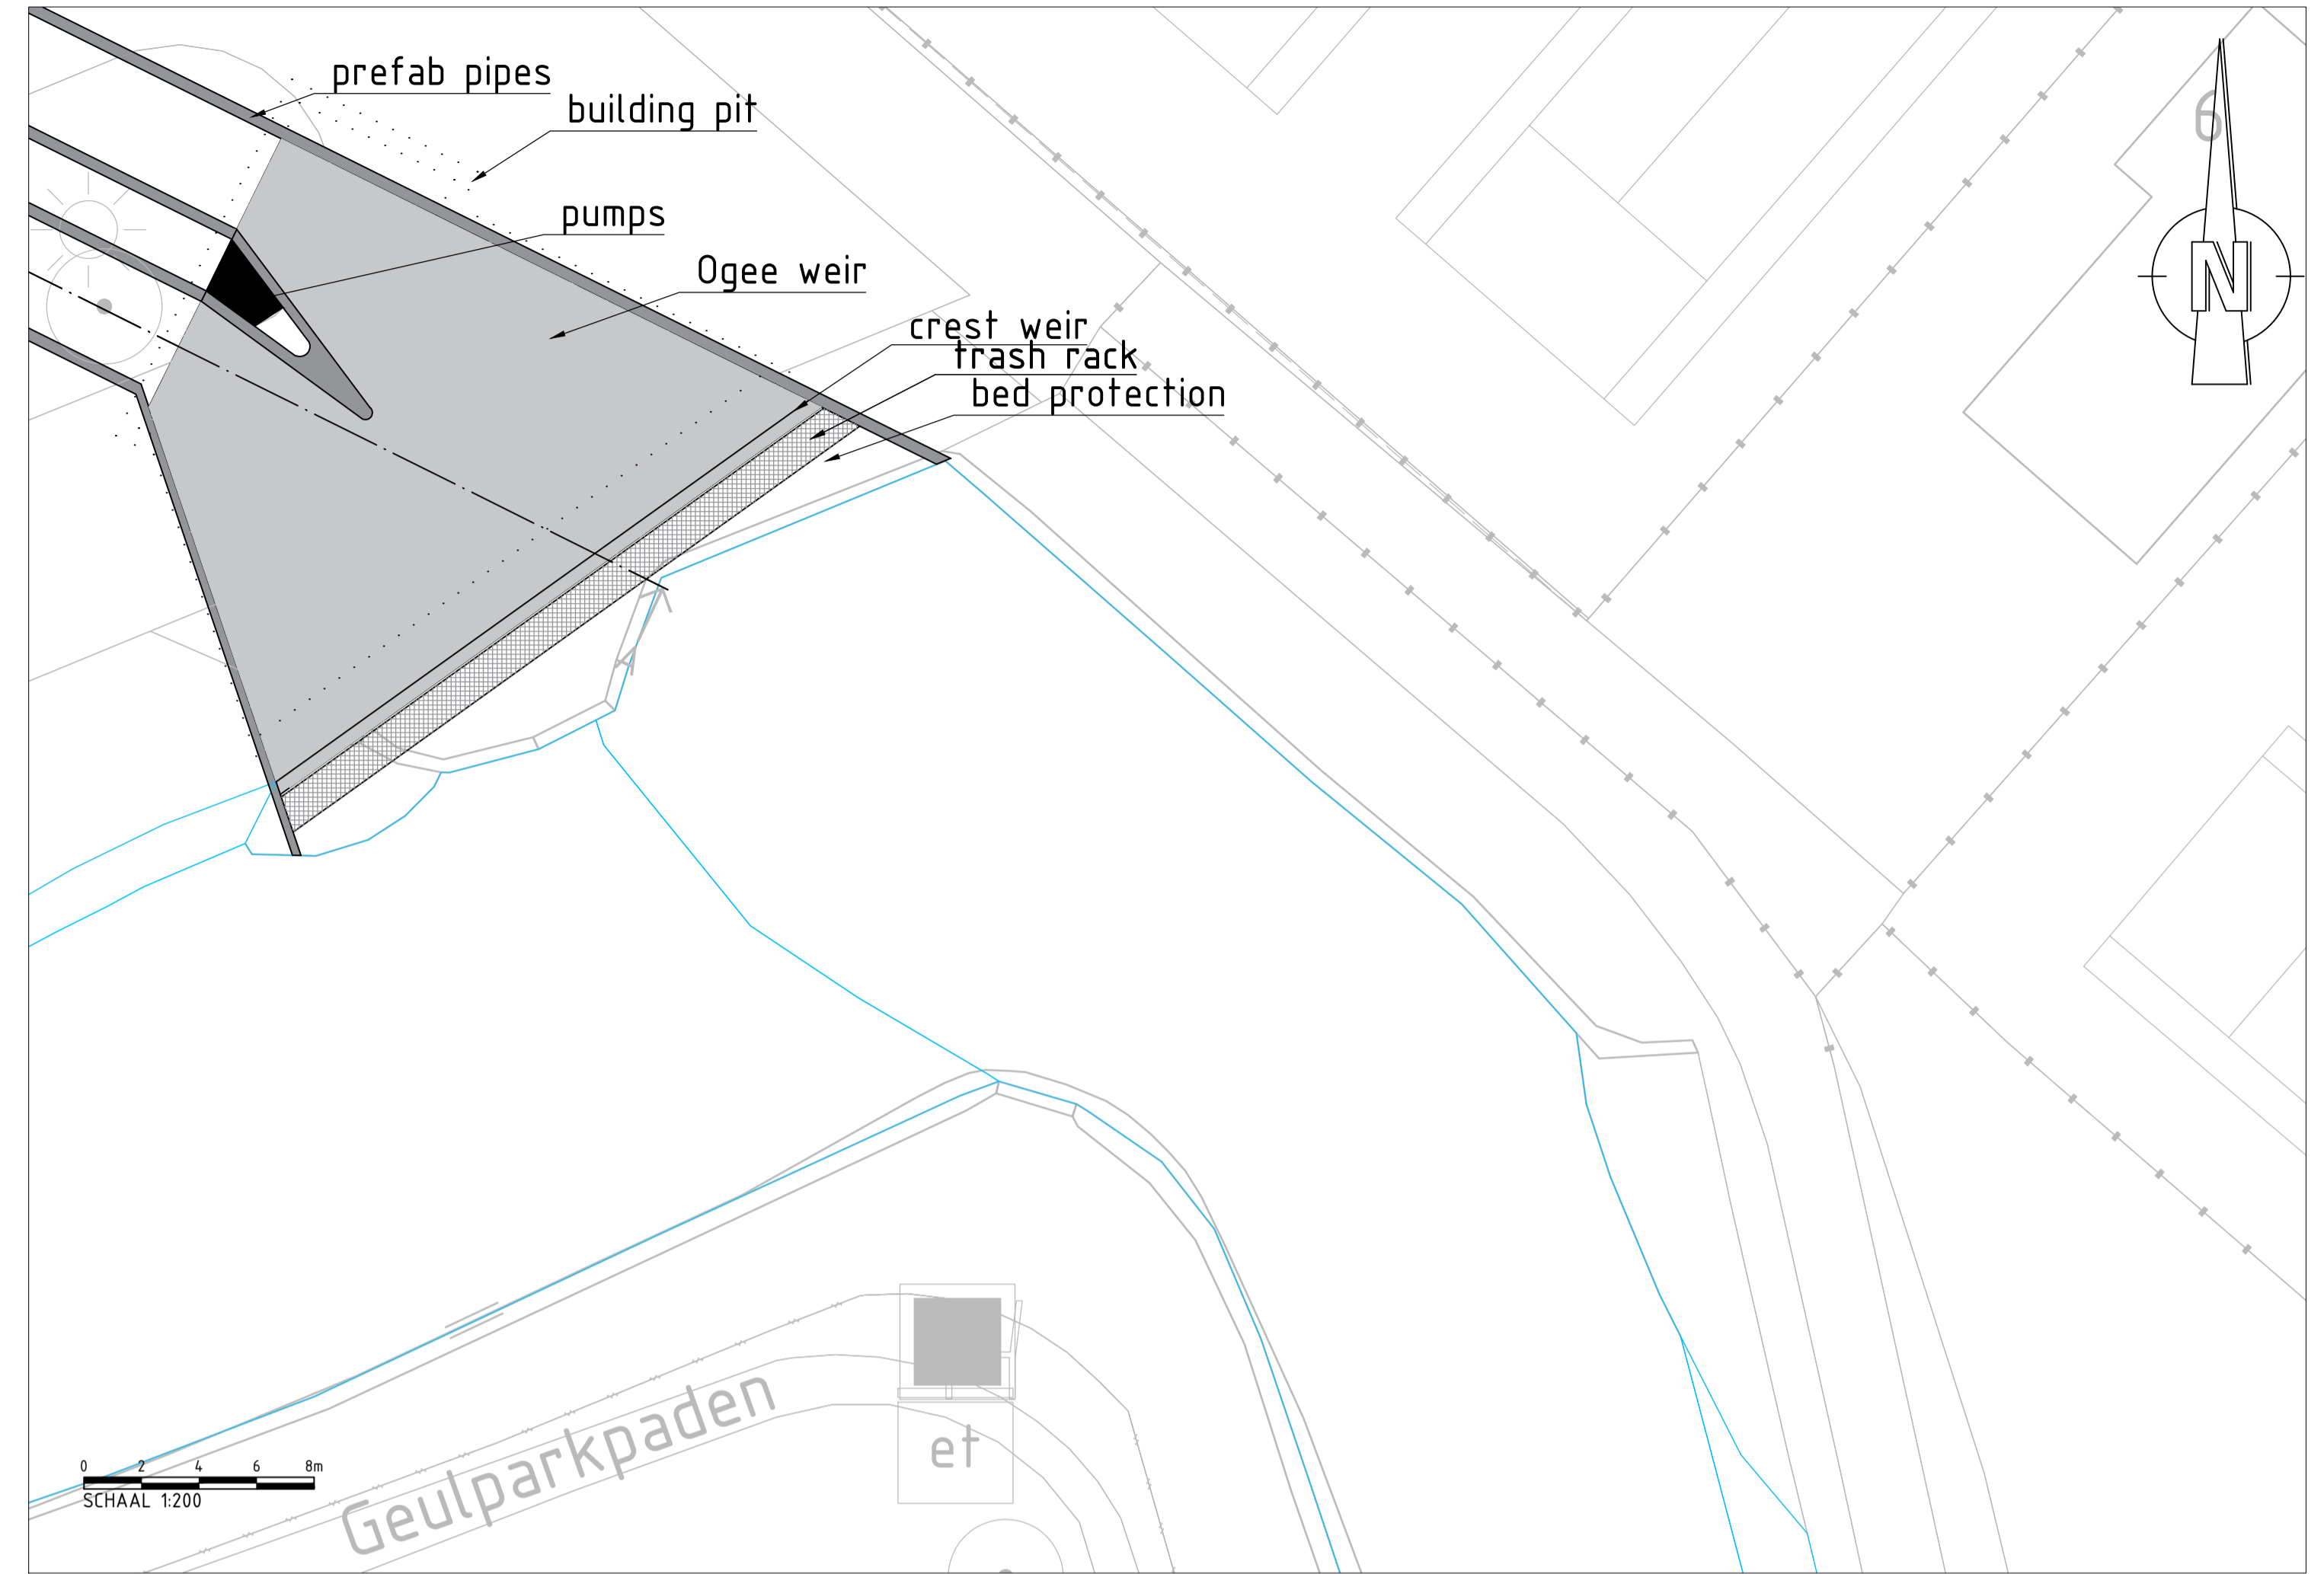 prefab pipes
building pit
pumps
Ogee weir
crest weir
trash rack
bed protection
6
N
Geulparkpaden
et
0 2 4 6 8m
SCHAAL 1:200